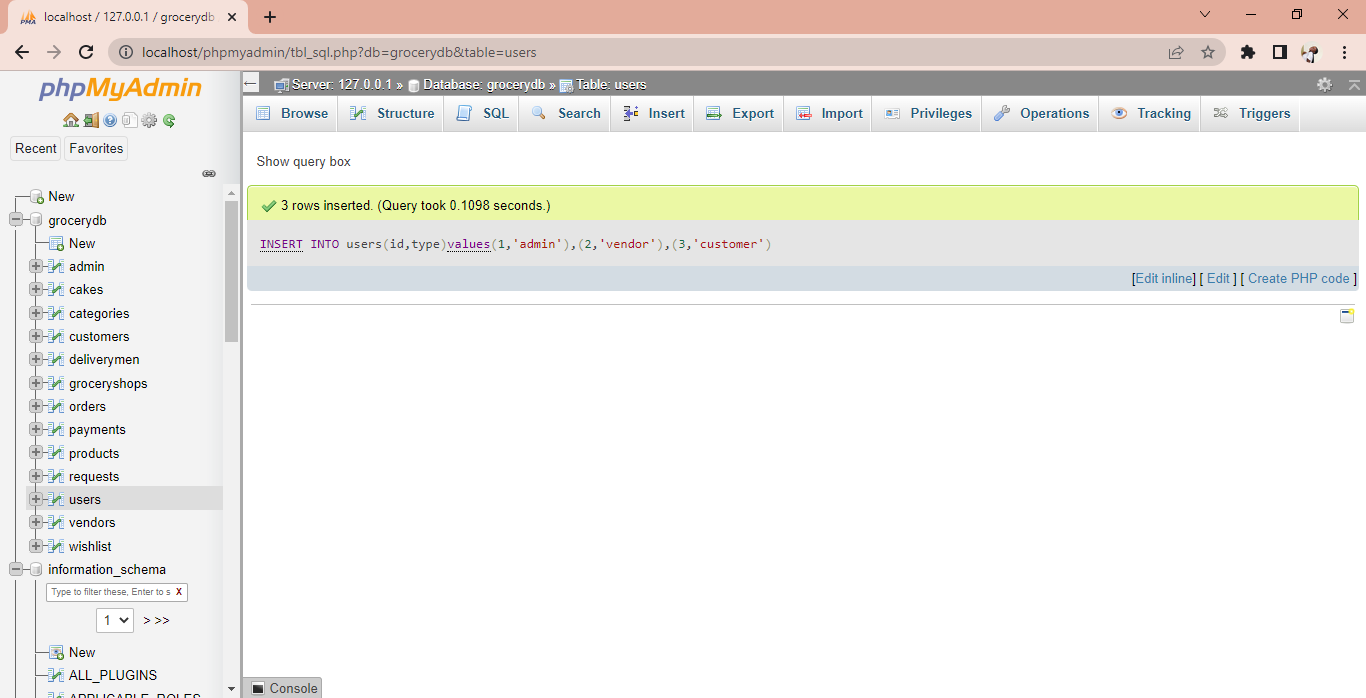 localhost / 127.0.0.1 / grocerydb
localhost/phpmyadmin/tbl_sql.php?db=grocerydb&table=users
phpMyAdmin
Recent Favorites
New
grocerydb
New
admin
cakes
categories
customers
deliverymen
groceryshops
orders
payments
products
requests
users
vendors
wishlist
information_schema
Type to filter these, Enter to s X
1 > >>
New
ALL_PLUGINS
APPLICABLE_ROLES
Server: 127.0.0.1 » Database: grocerydb » Table: users
Browse Structure SQL Search Insert Export Import Privileges Operations Tracking Triggers
Show query box
3 rows inserted. (Query took 0.1098 seconds.)
INSERT INTO users(id,type)values(1,'admin'),(2,'vendor'),(3,'customer')
[Edit inline] [ Edit ] [ Create PHP code ]
Console